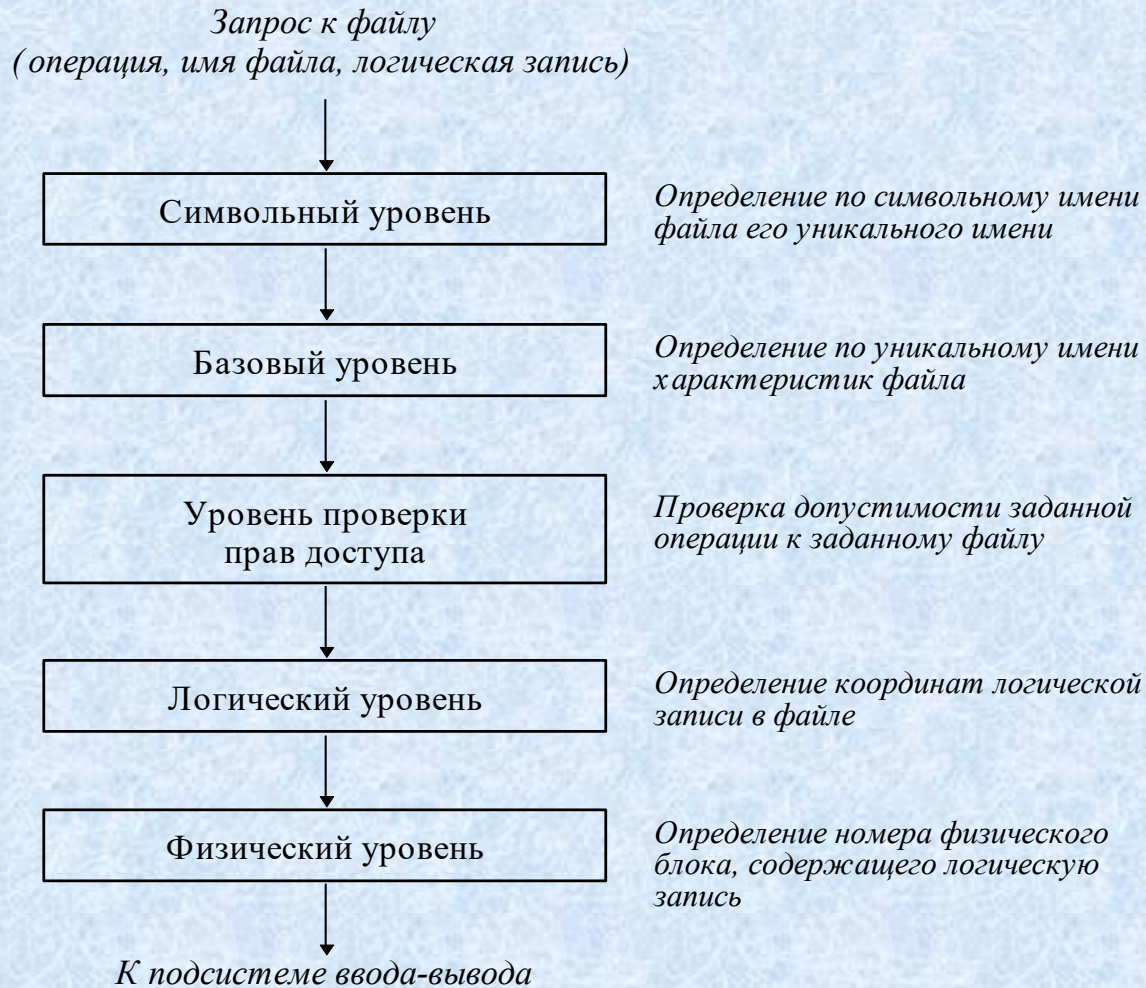 Запрос к файлу
(операция, имя файла, логическая запись)
Символьный уровень
Определение по символьному имени
файла его уникального имени
Базовый уровень
Определение по уникальному имени
характеристик файла
Уровень проверки
прав доступа
Проверка допустимости заданной
операции к заданному файлу
Логический уровень
Определение координат логической
записи в файле
Физический уровень
Определение номера физического
блока, содержащего логическую
запись
К подсистеме ввода-вывода